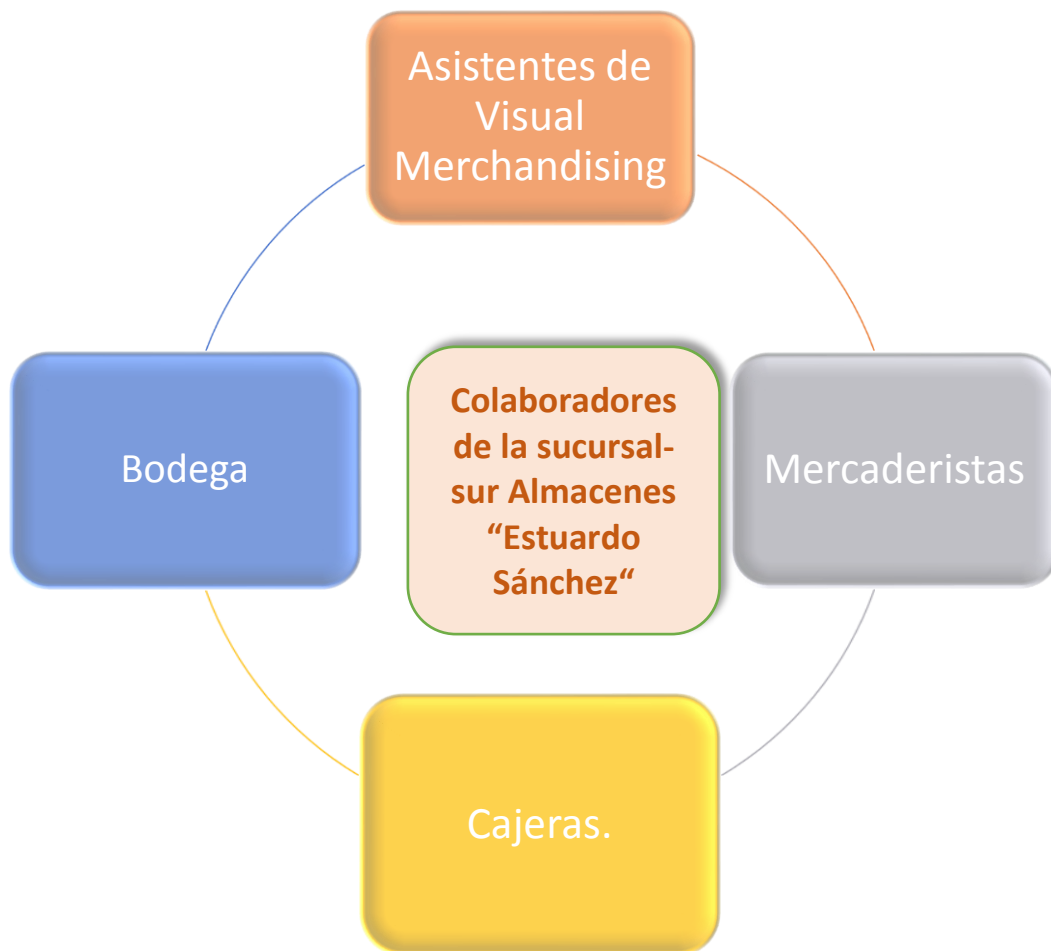 Asistentes de
Visual
Merchandising
Bodega
Colaboradores
de la sucursal-
sur Almacenes
“Estuardo
Sánchez“
Mercaderistas
Cajeras.